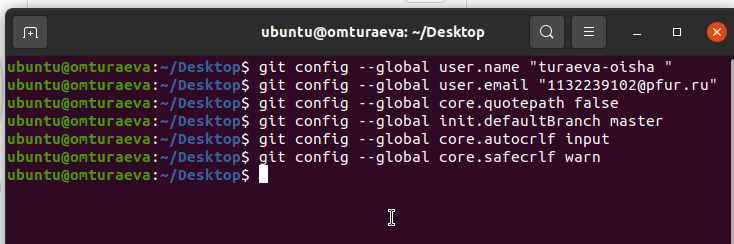 ubuntu@omturaeva: ~/Desktop
ubuntu@omturaeva:~/Desktop$ git config --global user.name "turaeva-oisha "
ubuntu@omturaeva:~/Desktop$ git config --global user.email "1132239102@pfur.ru"
ubuntu@omturaeva:~/Desktop$ git config --global core.quotepath false
ubuntu@omturaeva:~/Desktop$ git config --global init.defaultBranch master
ubuntu@omturaeva:~/Desktop$ git config --global core.autocrlf input
ubuntu@omturaeva:~/Desktop$ git config --global core.safecrlf warn
ubuntu@omturaeva:~/Desktop$